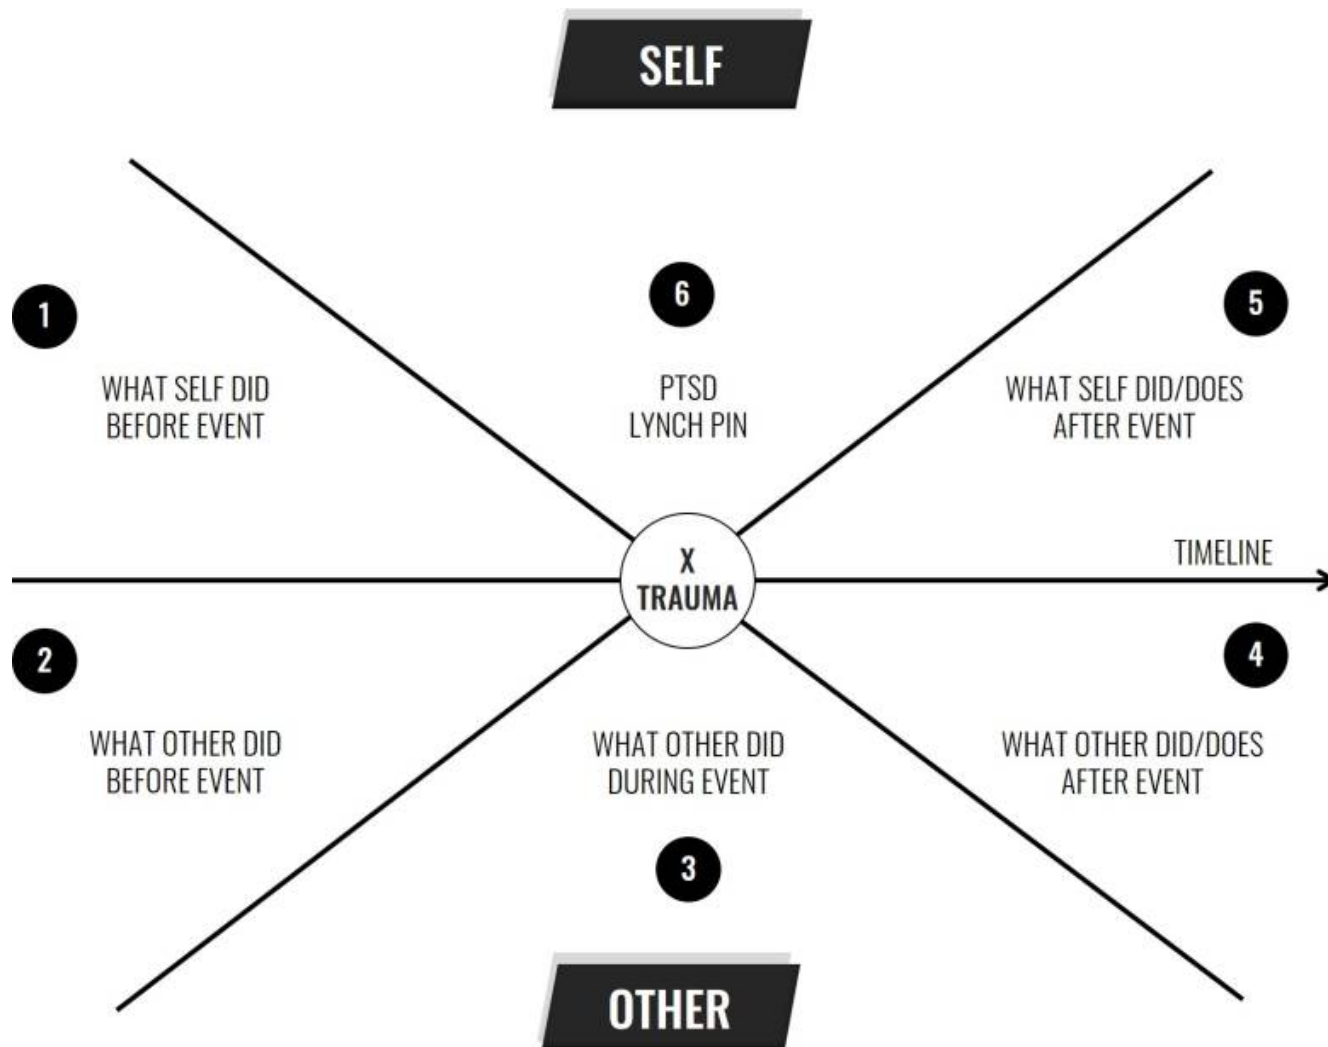 SELF
1
6
5
WHAT SELF DID
BEFORE EVENT
PTSD
LYNCH PIN
WHAT SELF DID/DOES
AFTER EVENT
X
TRAUMA
TIMELINE
2
4
WHAT OTHER DID
BEFORE EVENT
WHAT OTHER DID
DURING EVENT
WHAT OTHER DID/DOES
AFTER EVENT
3
OTHER